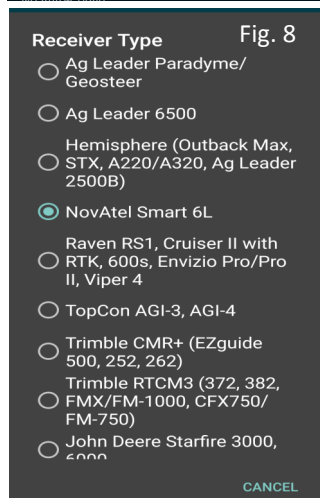 Receiver Type
Fig. 8
Ag Leader Paradyme/
Geosteer
Ag Leader 6500
Hemisphere (Outback Max,
STX, A220/A320, Ag Leader
2500B)
NovAtel Smart 6L
Raven RS1, Cruiser II with
RTK, 600s, Envizio Pro/Pro
II, Viper 4
TopCon AGI-3, AGI-4
Trimble CMR+ (EZguide
500, 252, 262)
Trimble RTCM3 (372, 382,
FMX/FM-1000, CFX750/
FM-750)
John Deere Starfire 3000,
CANCEL